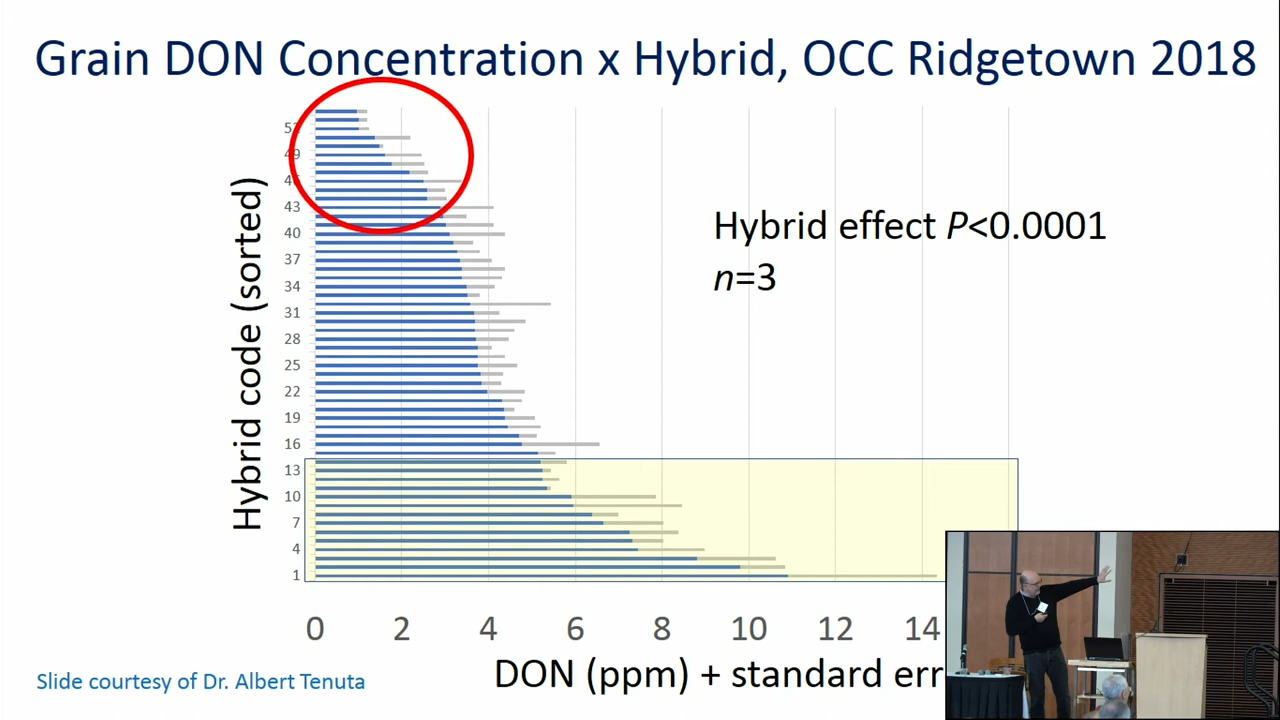 Grain DON Concentration x Hybrid, OCC Ridgetown 2018
Hybrid code (sorted)
43
40
37
34
31
28
25
22
19
16
13
10
7
4
1
Hybrid effect P<0.0001
n=3
0 2 4 6 8 10 12 14
DON (ppm) + standard err
Slide courtesy of Dr. Albert Tenuta